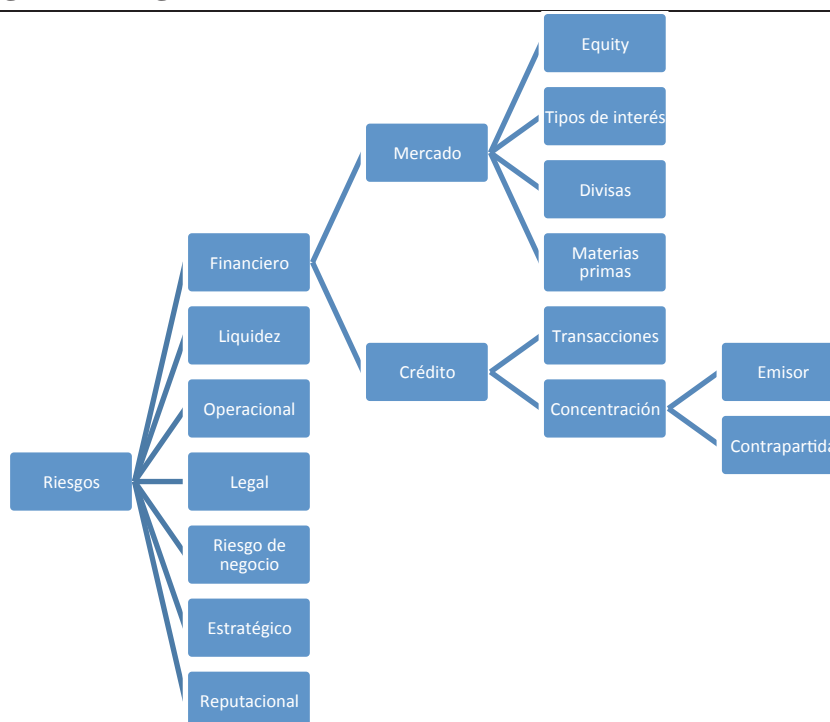 Equity
Tipos de interés
Mercado
Divisas
Materias
primas
Financiero
Liquidez
Transacciones
Crédito
Emisor
Operacional
Concentración
Contrapartida
Riesgos
Legal
Riesgo de
negocio
Estratégico
Reputacional